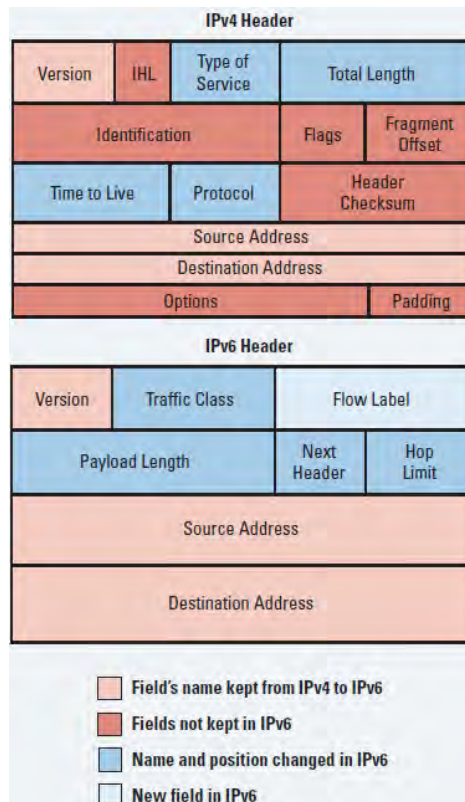 IPv4 Header
Version
IHL
Type of
Service
Total Length
Identification
Flags
Fragment
Offset
Time to Live
Protocol
Header
Checksum
Source Address
Destination Address
Options
Padding
IPv6 Header
Version
Traffic Class
Flow Label
Payload Length
Next
Header
Hop
Limit
Source Address
Destination Address
Field's name kept from IPv4 to IPv6
Fields not kept in IPv6
Name and position changed in IPv6
New field in IPv6